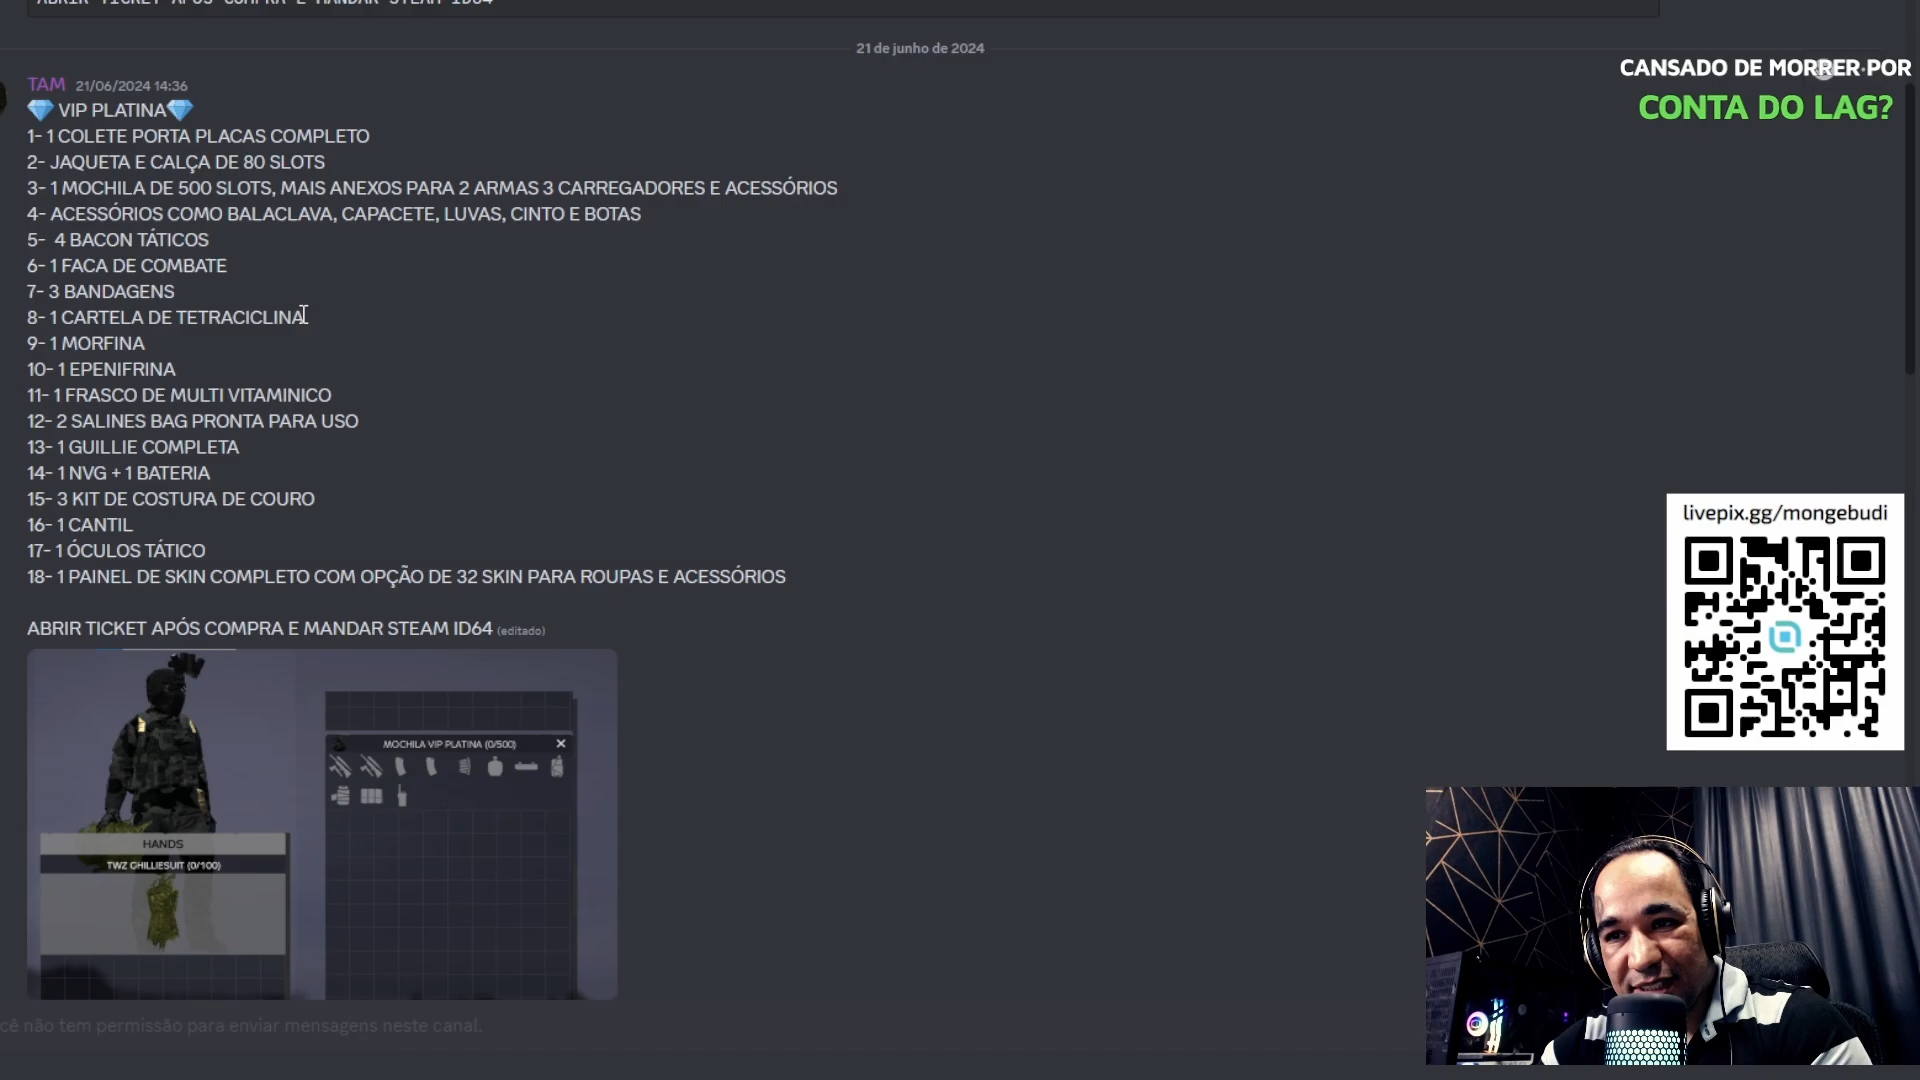 ABRIR TICKET APÓS COMPRA E MANDAR STEAM ID64
21 de junho de 2024
TAM 21/06/2024 14:36
💎 VIP PLATINA💎
1- 1 COLETE PORTA PLACAS COMPLETO
2- JAQUETA E CALÇA DE 80 SLOTS
3- 1 MOCHILA DE 500 SLOTS, MAIS ANEXOS PARA 2 ARMAS 3 CARREGADORES E ACESSÓRIOS
4- ACESSÓRIOS COMO BALACLAVA, CAPACETE, LUVAS, CINTO E BOTAS
5- 4 BACON TÁTICOS
6- 1 FACA DE COMBATE
7- 3 BANDAGENS
8- 1 CARTELA DE TETRACICLINA
9- 1 MORFINA
10- 1 EPENIFRINA
11- 1 FRASCO DE MULTI VITAMINICO
12- 2 SALINES BAG PRONTA PARA USO
13- 1 GUILLIE COMPLETA
14- 1 NVG + 1 BATERIA
15- 3 KIT DE COSTURA DE COURO
16- 1 CANTIL
17- 1 ÓCULOS TÁTICO
18- 1 PAINEL DE SKIN COMPLETO COM OPÇÃO DE 32 SKIN PARA ROUPAS E ACESSÓRIOS
ABRIR TICKET APÓS COMPRA E MANDAR STEAM ID64 (editado)
MOCHILA VIP PLATINA (0/500)
HANDS
TWZ GHILLIESUIT (0/100)
cê não tem permissão para enviar mensagens neste canal.
CANSADO DE MORRER POR
CONTA DO LAG?
livepix.gg/mongebudi